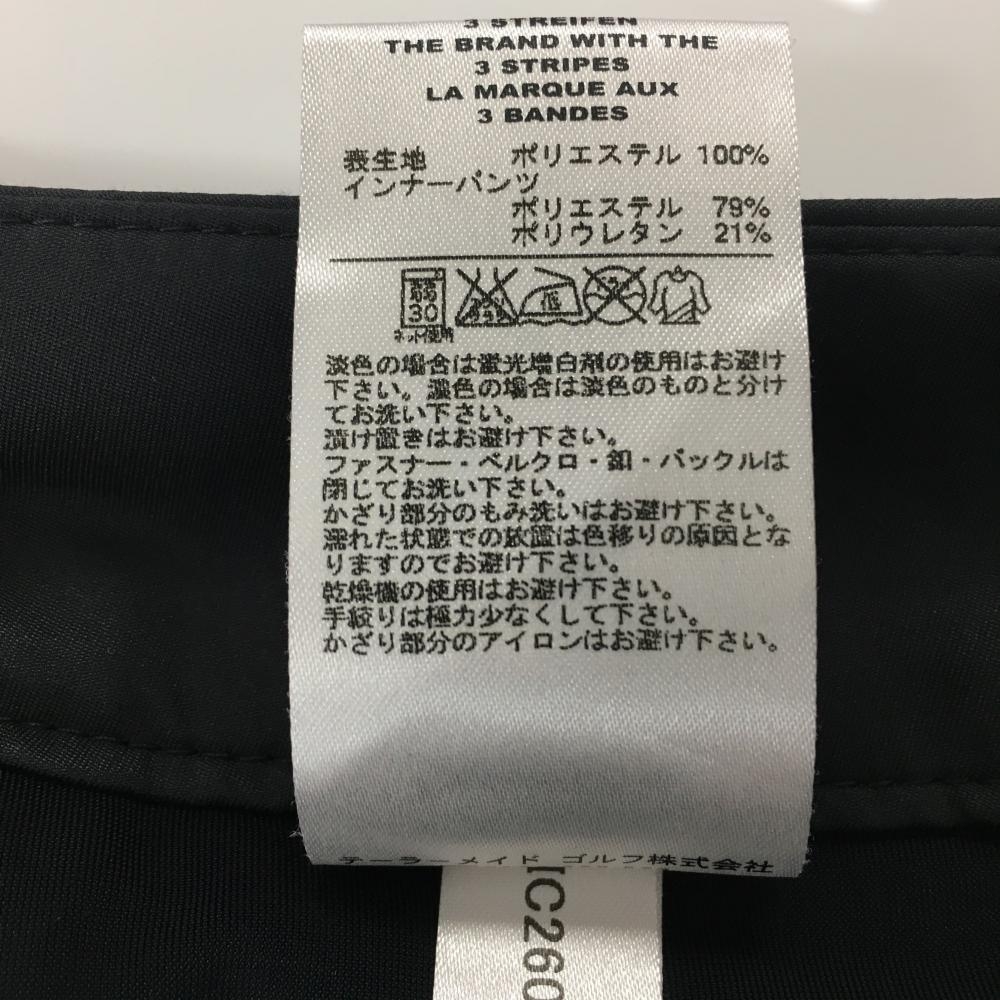 3 STREIFEN
THE BRAND WITH THE
3 STRIPES
LA MARQUE AUX
3 BANDES
表生地 ポリエステル 100%
インナーパンツ
ポリエステル 79%
ポリウレタン 21%
弱 30 低
ネット使用
淡色の場合は蛍光増白剤の使用はお避け
下さい。濃色の場合は淡色のものと分け
てお洗い下さい。
漬け置きはお避け下さい。
ファスナー・ベルクロ・釦・バックルは
閉じてお洗い下さい。
かざり部分のもみ洗いはお避け下さい。
濡れた状態での放置は色移りの原因とな
りますのでお避け下さい。
乾燥機の使用はお避け下さい。
手絞りは極力少なくして下さい。
かざり部分のアイロンはお避け下さい。
テーラーメイド ゴルフ株式会社
IC260